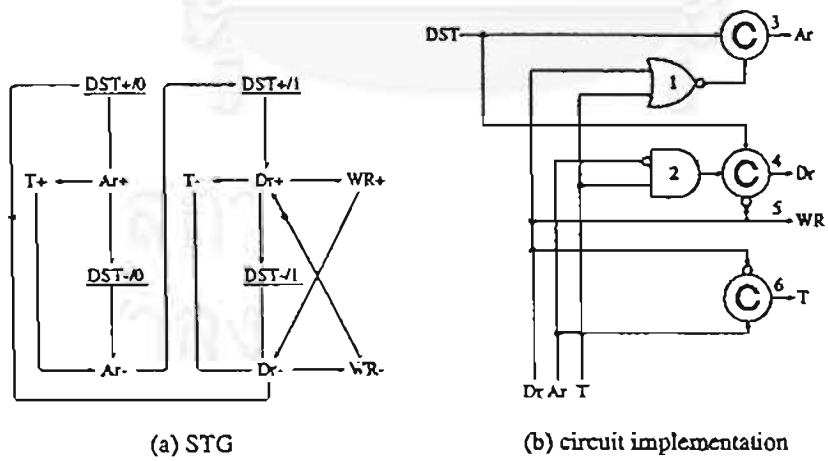 DST+/0
DST+/1
T+
Ar+
T-
Dr+
WR+
DST-/0
DST-/1
Ar-
Dr-
WR-
(a) STG
DST
3
C
Ar
1
2
4
C
Dr
5
WR
6
C
T
Dr Ar T
(b) circuit implementation